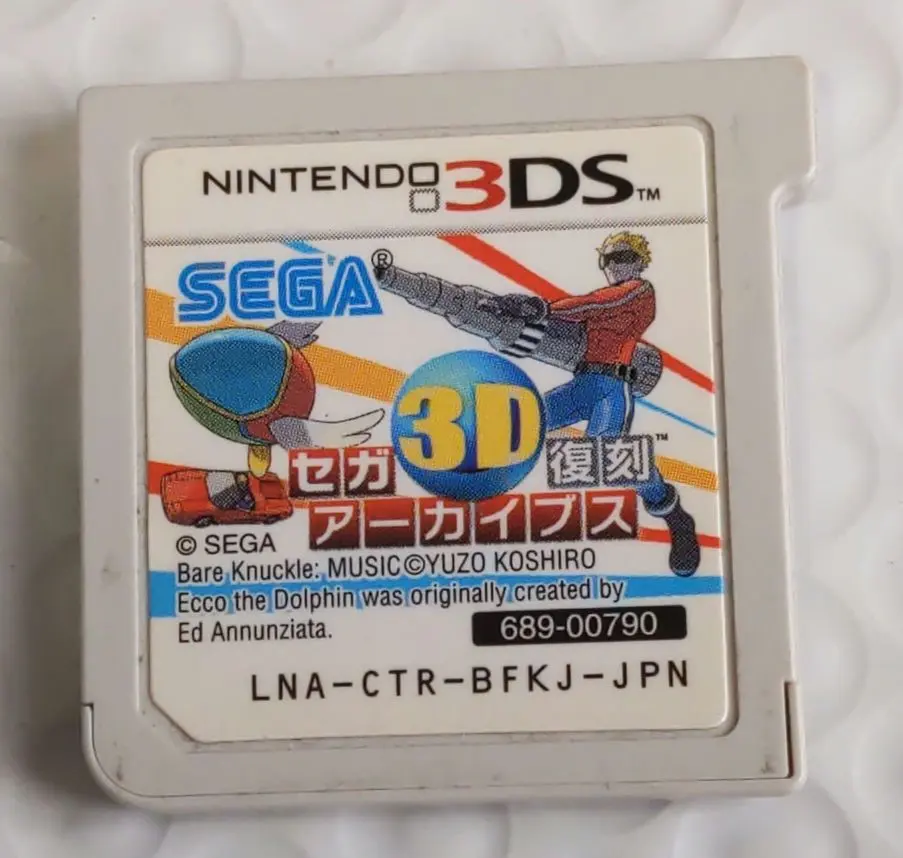 NINTENDO 3DS™
SEGA®
セガ 3D 復刻™
アーカイブス
© SEGA
Bare Knuckle: MUSIC©YUZO KOSHIRO
Ecco the Dolphin was originally created by
Ed Annunziata.
689-00790
LNA-CTR-BFKJ-JPN